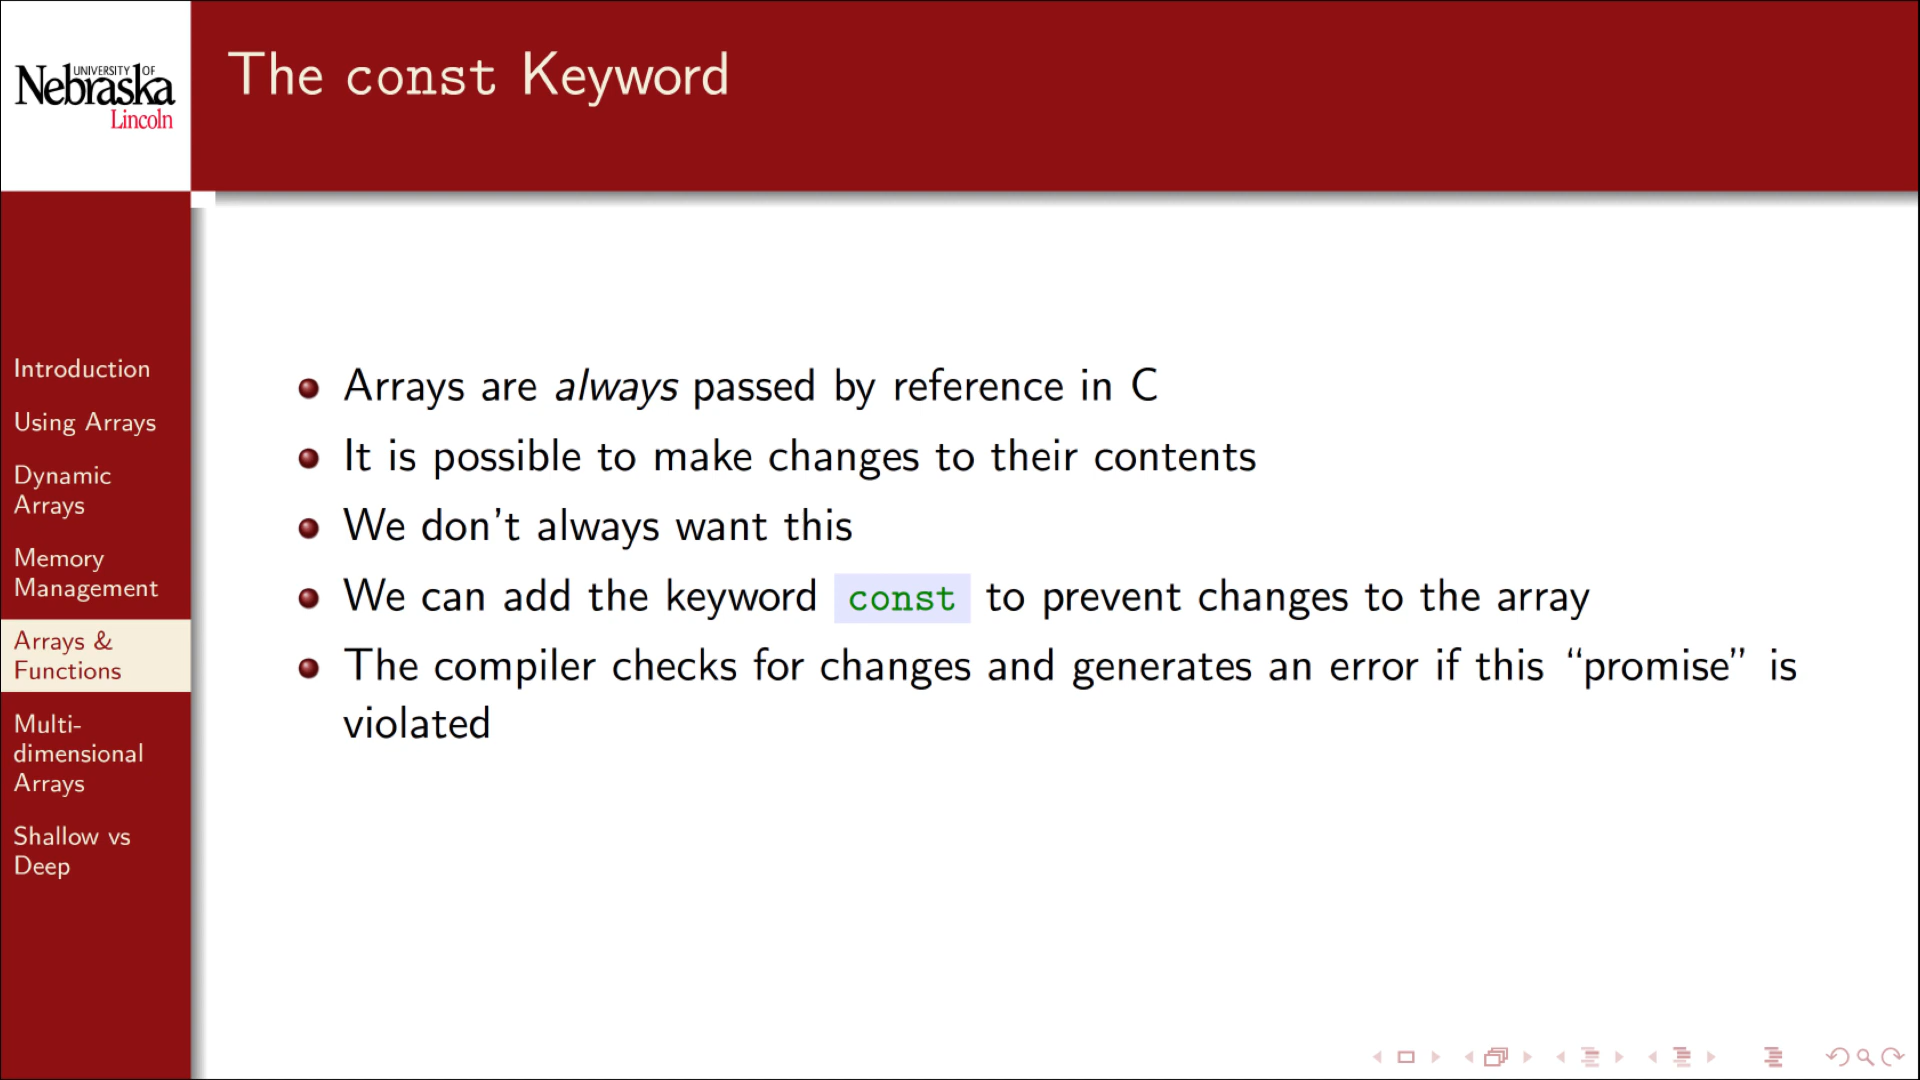 UNIVERSITY OF
Nebraska
Lincoln
The const Keyword
Introduction
Using Arrays
Dynamic
Arrays
Memory
Management
Arrays &
Functions
Multi-
dimensional
Arrays
Shallow vs
Deep
Arrays are always passed by reference in C
It is possible to make changes to their contents
We don't always want this
We can add the keyword const to prevent changes to the array
The compiler checks for changes and generates an error if this “promise” is
violated